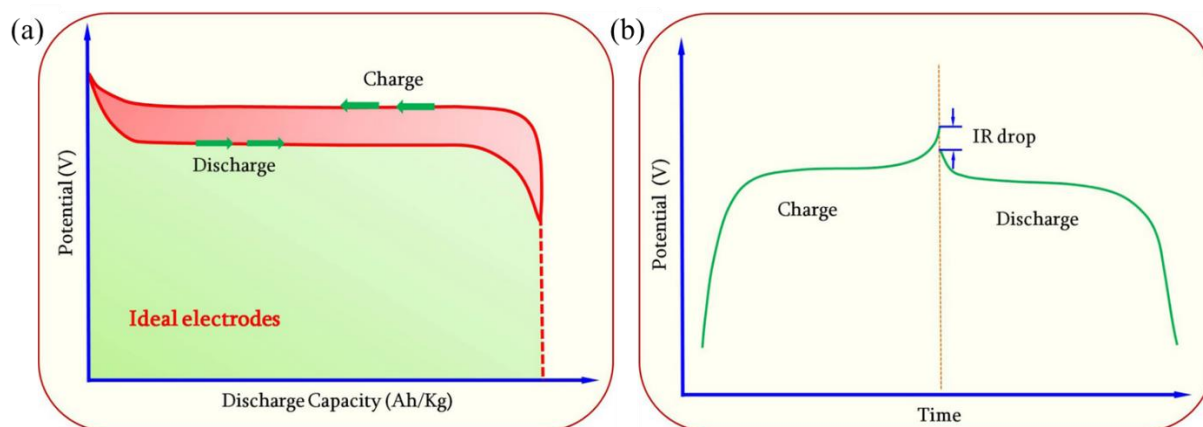 (a)
Potential (V)
Charge
Discharge
Ideal electrodes
Discharge Capacity (Ah/Kg)
(b)
Potential (V)
IR drop
Charge
Discharge
Time